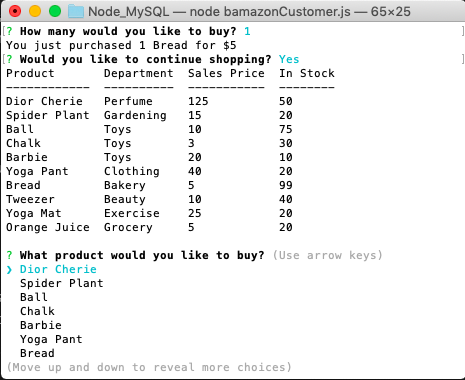 Node_MySQL — node bamazonCustomer.js — 65×25
[? How many would you like to buy? 1 ]
You just purchased 1 Bread for $5
[? Would you like to continue shopping? Yes ]
Product       Department  Sales Price  In Stock
------------  ----------  -----------  --------
Dior Cherie   Perfume     125          50
Spider Plant  Gardening   15           20
Ball          Toys        10           75
Chalk         Toys        3            30
Barbie        Toys        20           10
Yoga Pant     Clothing    40           20
Bread         Bakery      5            99
Tweezer       Beauty      10           40
Yoga Mat      Exercise    25           20
Orange Juice  Grocery     5            20
? What product would you like to buy? (Use arrow keys)
❯ Dior Cherie
Spider Plant
Ball
Chalk
Barbie
Yoga Pant
Bread
(Move up and down to reveal more choices)